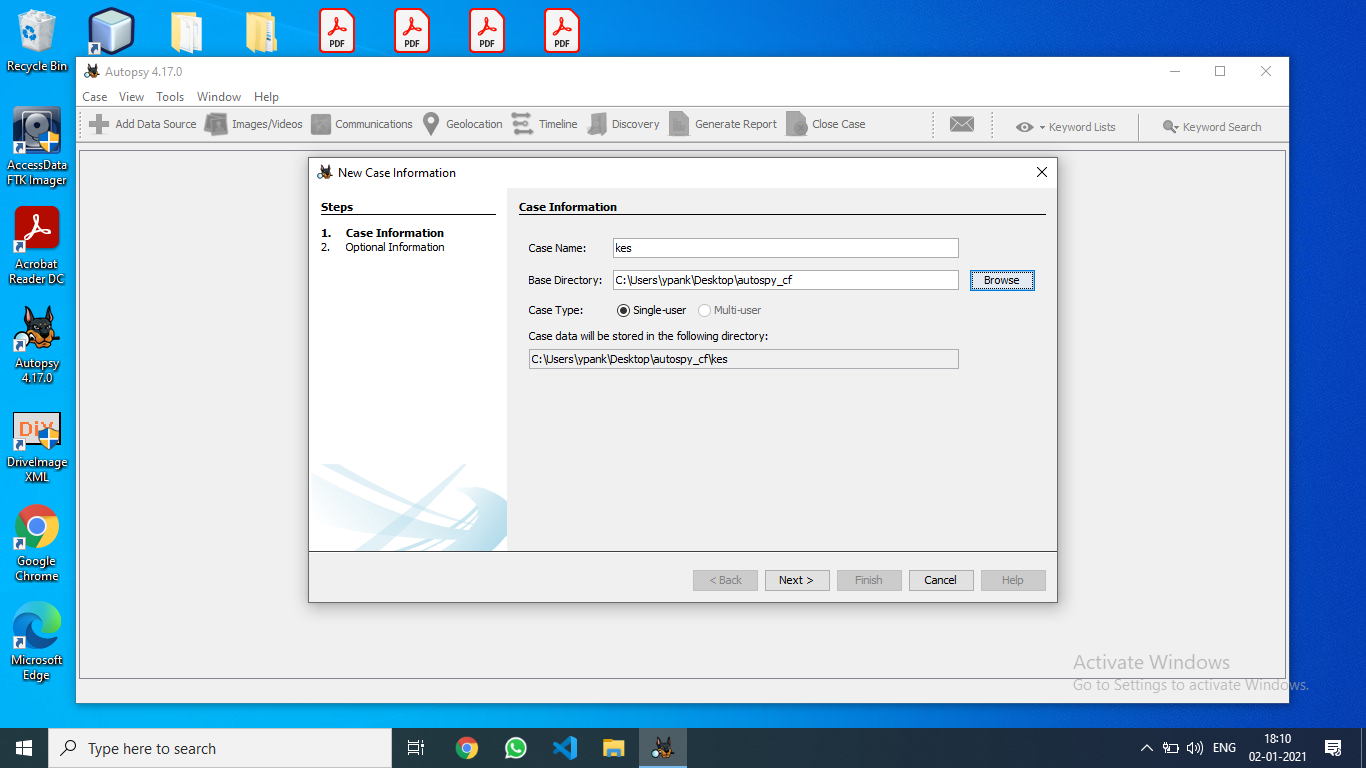 PDF PDF PDF PDF
Recycle Bin
Autopsy 4.17.0
Case View Tools Window Help
Add Data Source Images/Videos Communications Geolocation Timeline Discovery Generate Report Close Case Keyword Lists Keyword Search
AccessData
FTK Imager
Acrobat
Reader DC
Autopsy
4.17.0
DiX
DriveImage
XML
Google
Chrome
Microsoft
Edge
New Case Information
Steps
1. Case Information
2. Optional Information
Case Information
Case Name: kes
Base Directory: C:\Users\ypank\Desktop\autospy_cf Browse
Case Type: Single-user Multi-user
Case data will be stored in the following directory:
C:\Users\ypank\Desktop\autospy_cf\kes
< Back Next > Finish Cancel Help
Activate Windows
Go to Settings to activate Windows.
Type here to search
ENG
18:10
02-01-2021